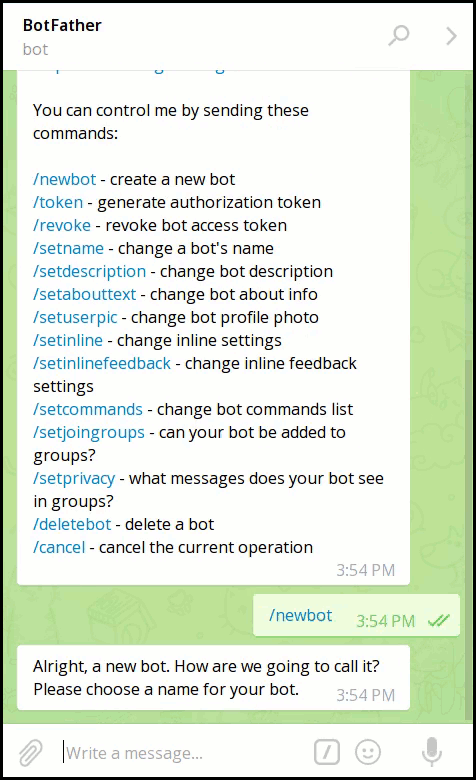 BotFather
bot
You can control me by sending these
commands:
/newbot - create a new bot
/token - generate authorization token
/revoke - revoke bot access token
/setname - change a bot's name
/setdescription - change bot description
/setabouttext - change bot about info
/setuserpic - change bot profile photo
/setinline - change inline settings
/setinlinefeedback - change inline feedback
settings
/setcommands - change bot commands list
/setjoingroups - can your bot be added to
groups?
/setprivacy - what messages does your bot see
in groups?
/deletebot - delete a bot
/cancel - cancel the current operation
3:54 PM
/newbot 3:54 PM
Alright, a new bot. How are we going to call it?
Please choose a name for your bot. 3:54 PM
Write a message...